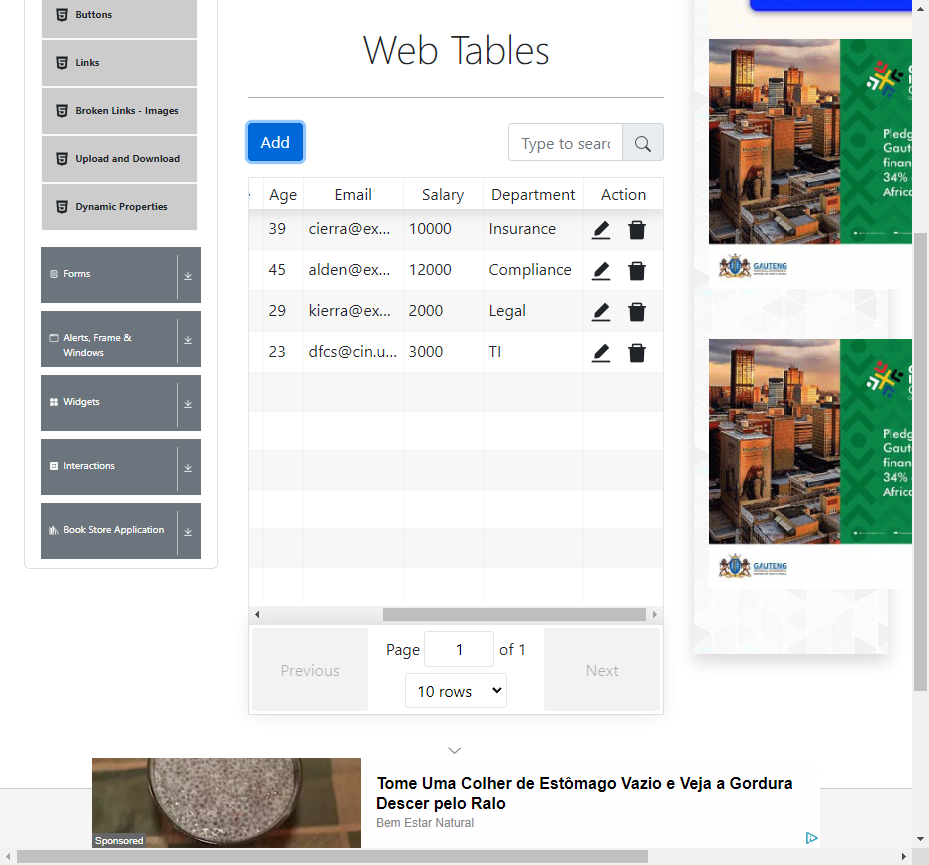 Buttons
Links
Broken Links - Images
Upload and Download
Dynamic Properties
Forms
Alerts, Frame &
Windows
Widgets
Interactions
Book Store Application
Web Tables
Add
Type to searc
Age Email Salary Department Action
39 cierra@ex... 10000 Insurance
45 alden@ex... 12000 Compliance
29 kierra@ex... 2000 Legal
23 dfcs@cin.u... 3000 TI
Previous
Page 1 of 1
10 rows
Next
Pledg
Gaut
finan
34%
Africa
GAUTENG
Pledg
Gaut
finan
34%
Africa
GAUTENG
Sponsored
Tome Uma Colher de Estômago Vazio e Veja a Gordura
Descer pelo Ralo
Bem Estar Natural